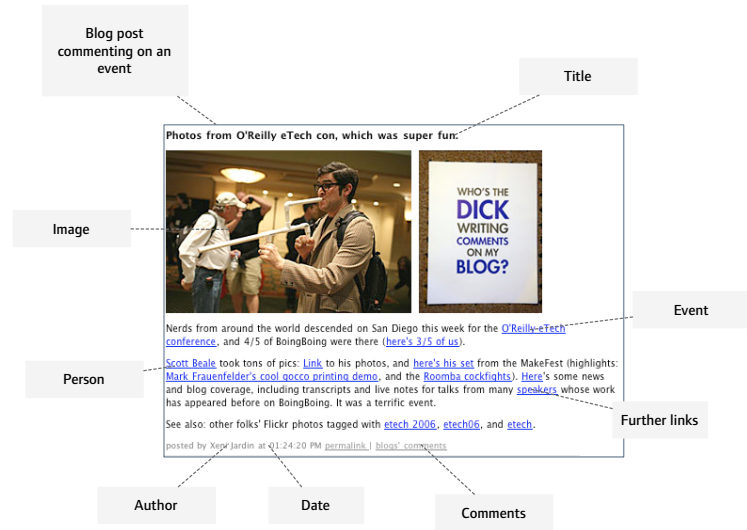 Blog post
commenting on an
event
Title
Photos from O'Reilly eTech con, which was super fun.
WHO'S THE
DICK
WRITING
COMMENTS
ON MY
BLOG?
Image
Event
Nerds from around the world descended on San Diego this week for the O'Reilly eTech
conference, and 4/5 of BoingBoing were there (here's 3/5 of us).
Person
Scott Beale took tons of pics: Link to his photos, and here's his set from the MakeFest (highlights:
Mark Frauenfelder's cool gocco printing demo, and the Roomba cockfights). Here's some news
and blog coverage, including transcripts and live notes for talks from many speakers whose work
has appeared before on BoingBoing. It was a terrific event.
Further links
See also: other folks' Flickr photos tagged with etech 2006, etech06, and etech.
posted by Xeni Jardin at 01:24:20 PM permalink | blogs' comments
Author
Date
Comments